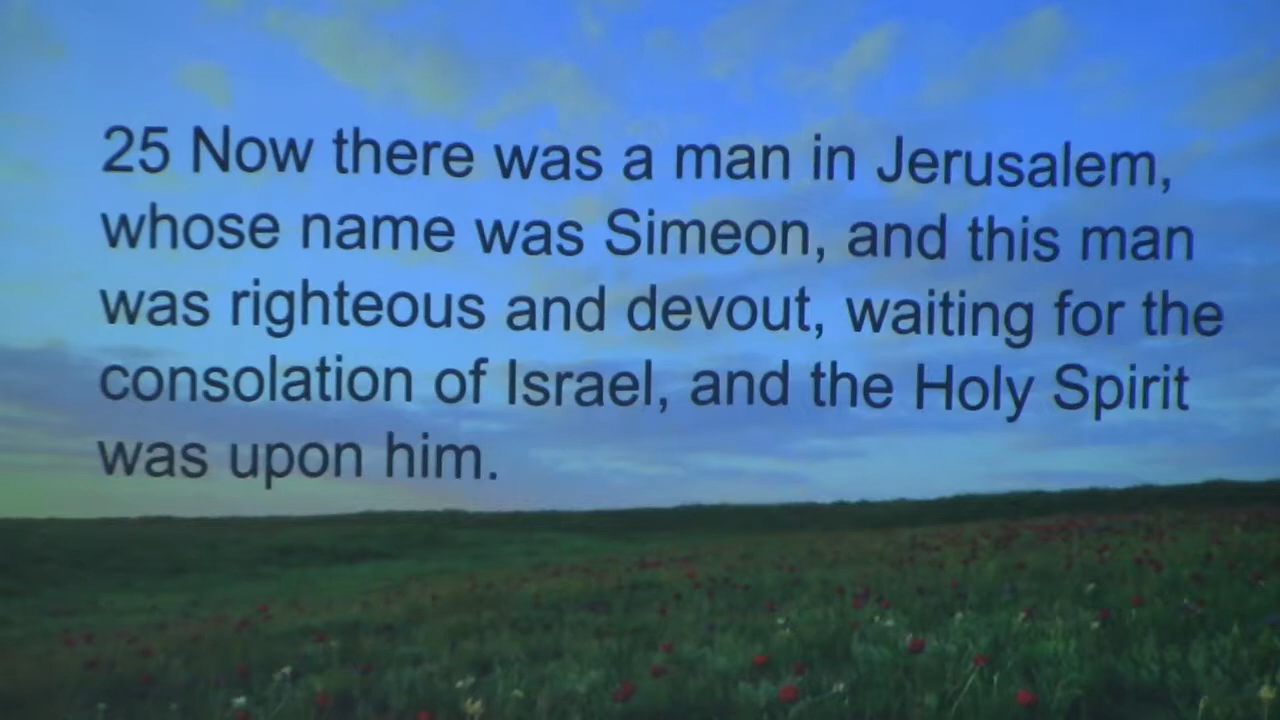 25 Now there was a man in Jerusalem,
whose name was Simeon, and this man
was righteous and devout, waiting for the
consolation of Israel, and the Holy Spirit
was upon him.